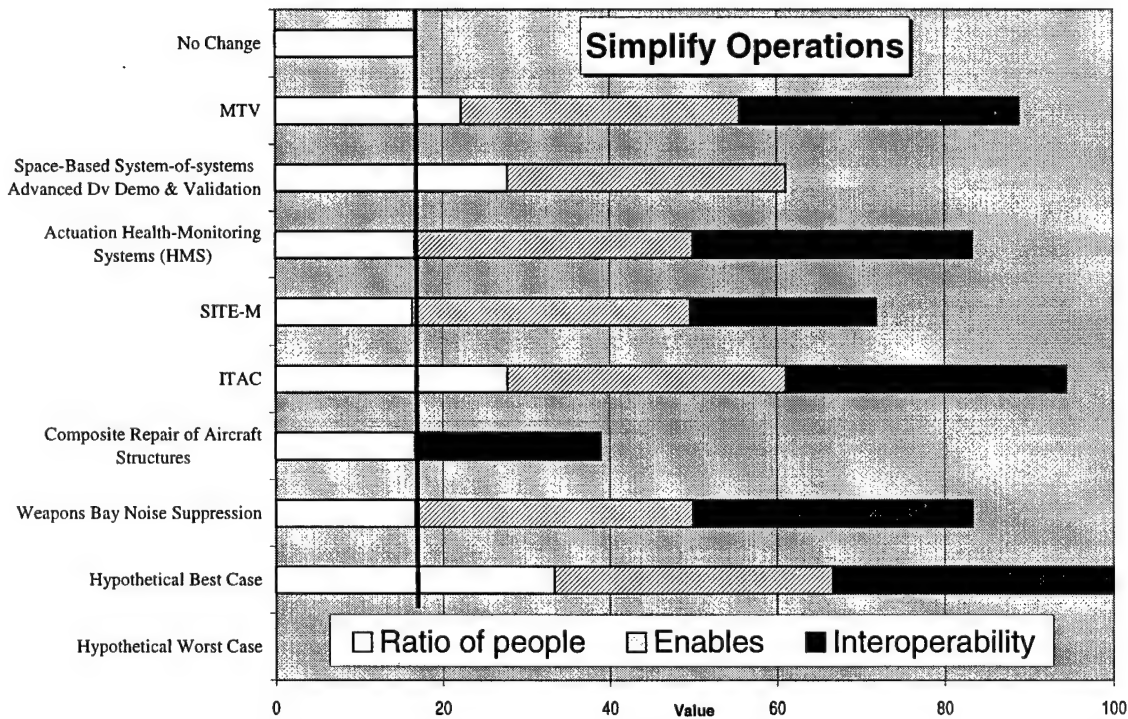 Simplify Operations
No Change
MTV
Space-Based System-of-systems
Advanced Dv Demo & Validation
Actuation Health-Monitoring
Systems (HMS)
SITE-M
ITAC
Composite Repair of Aircraft
Structures
Weapons Bay Noise Suppression
Hypothetical Best Case
Hypothetical Worst Case
Ratio of people Enables Interoperability
0 20 40 60 80 100
Value